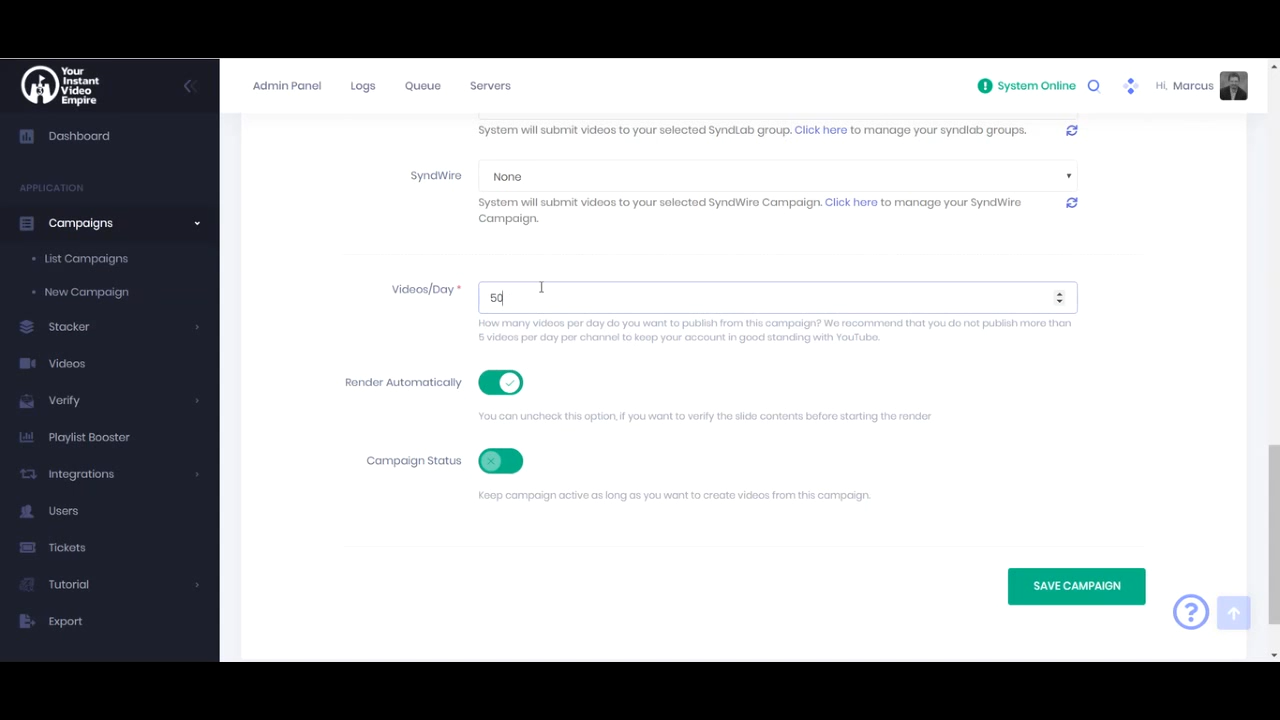 Your
Instant
Video
Empire
Admin Panel
Logs
Queue
Servers
System Online
Hi, Marcus
Dashboard
APPLICATION
Campaigns
List Campaigns
New Campaign
Stacker
Videos
Verify
Playlist Booster
Integrations
Users
Tickets
Tutorial
Export
System will submit videos to your selected SyndLab group. Click here to manage your syndlab groups.
SyndWire
None
System will submit videos to your selected SyndWire Campaign. Click here to manage your SyndWire
Campaign.
Videos/Day *
50
How many videos per day do you want to publish from this campaign? We recommend that you do not publish more than
5 videos per day per channel to keep your account in good standing with YouTube.
Render Automatically
You can uncheck this option, if you want to verify the slide contents before starting the render
Campaign Status
Keep campaign active as long as you want to create videos from this campaign.
SAVE CAMPAIGN
?